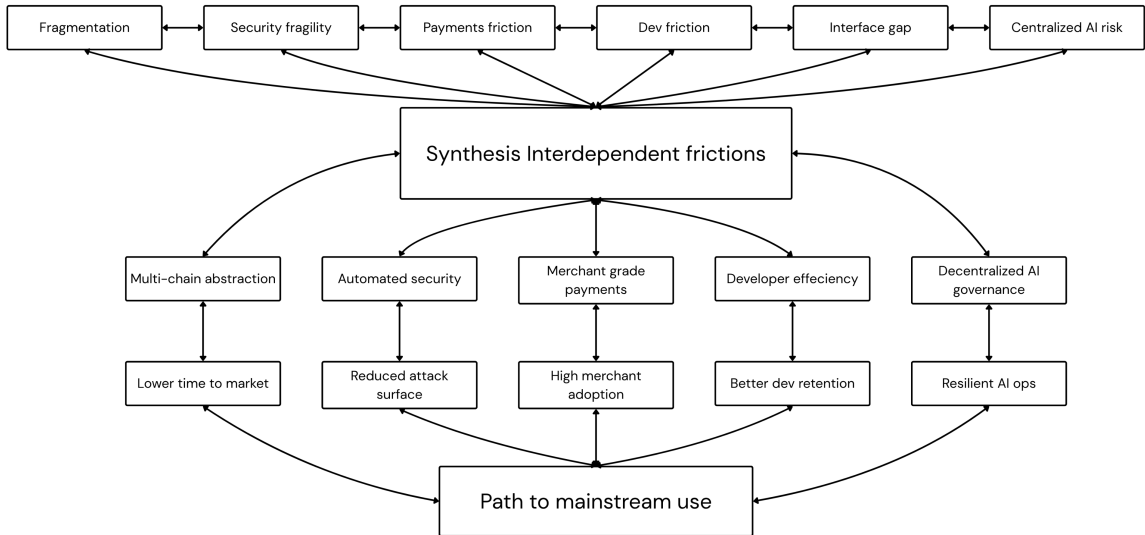 Fragmentation
Security fragility
Payments friction
Dev friction
Interface gap
Centralized AI risk
Synthesis Interdependent frictions
Multi-chain abstraction
Automated security
Merchant grade
payments
Developer effeciency
Decentralized AI
governance
Lower time to market
Reduced attack
surface
High merchant
adoption
Better dev retention
Resilient AI ops
Path to mainstream use